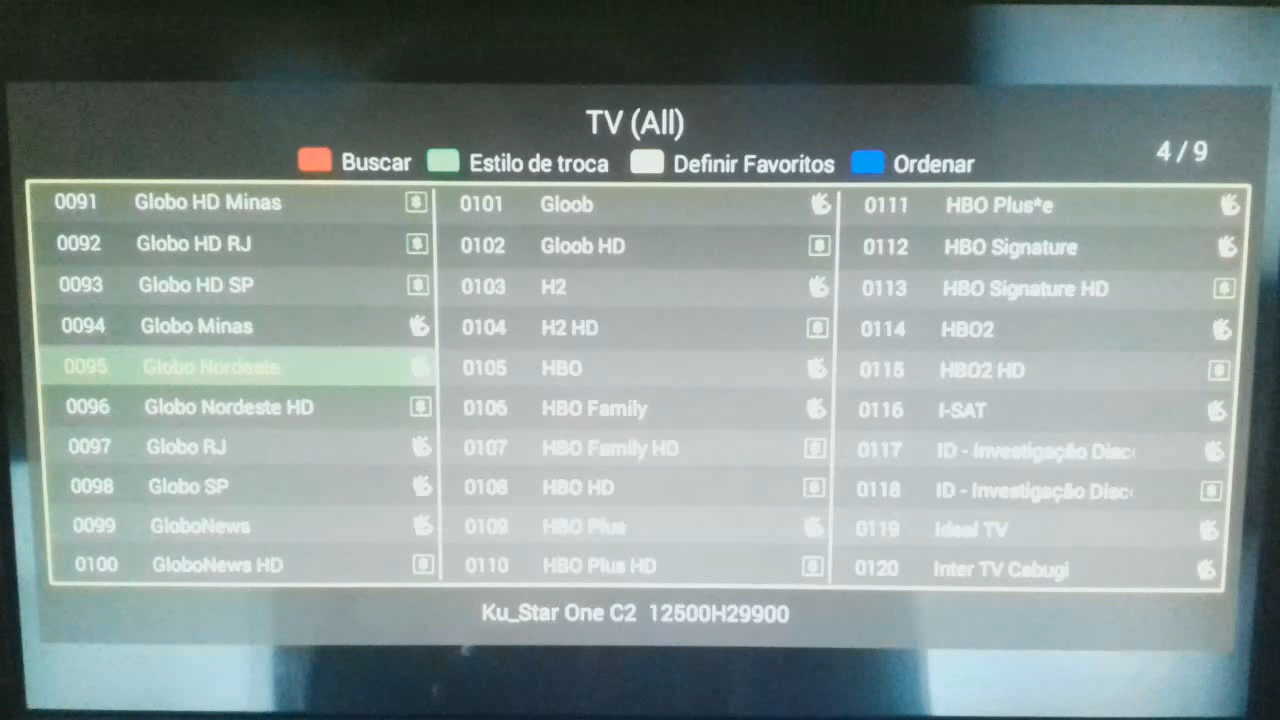 TV (All)
Buscar Estilo de troca Definir Favoritos Ordenar 4 / 9
0091 Globo HD Minas
0092 Globo HD RJ
0093 Globo HD SP
0094 Globo Minas
0095 Globo Nordeste
0096 Globo Nordeste HD
0097 Globo RJ
0098 Globo SP
0099 GloboNews
0100 GloboNews HD
0101 Gloob
0102 Gloob HD
0103 H2
0104 H2 HD
0105 HBO
0106 HBO Family
0107 HBO Family HD
0108 HBO HD
0109 HBO Plus
0110 HBO Plus HD
0111 HBO Plus*e
0112 HBO Signature
0113 HBO Signature HD
0114 HBO2
0115 HBO2 HD
0116 I-SAT
0117 ID - Investigação Disc
0118 ID - Investigação Disc
0119 Ideal TV
0120 Inter TV Cabugi
Ku_Star One C2 12500H29900